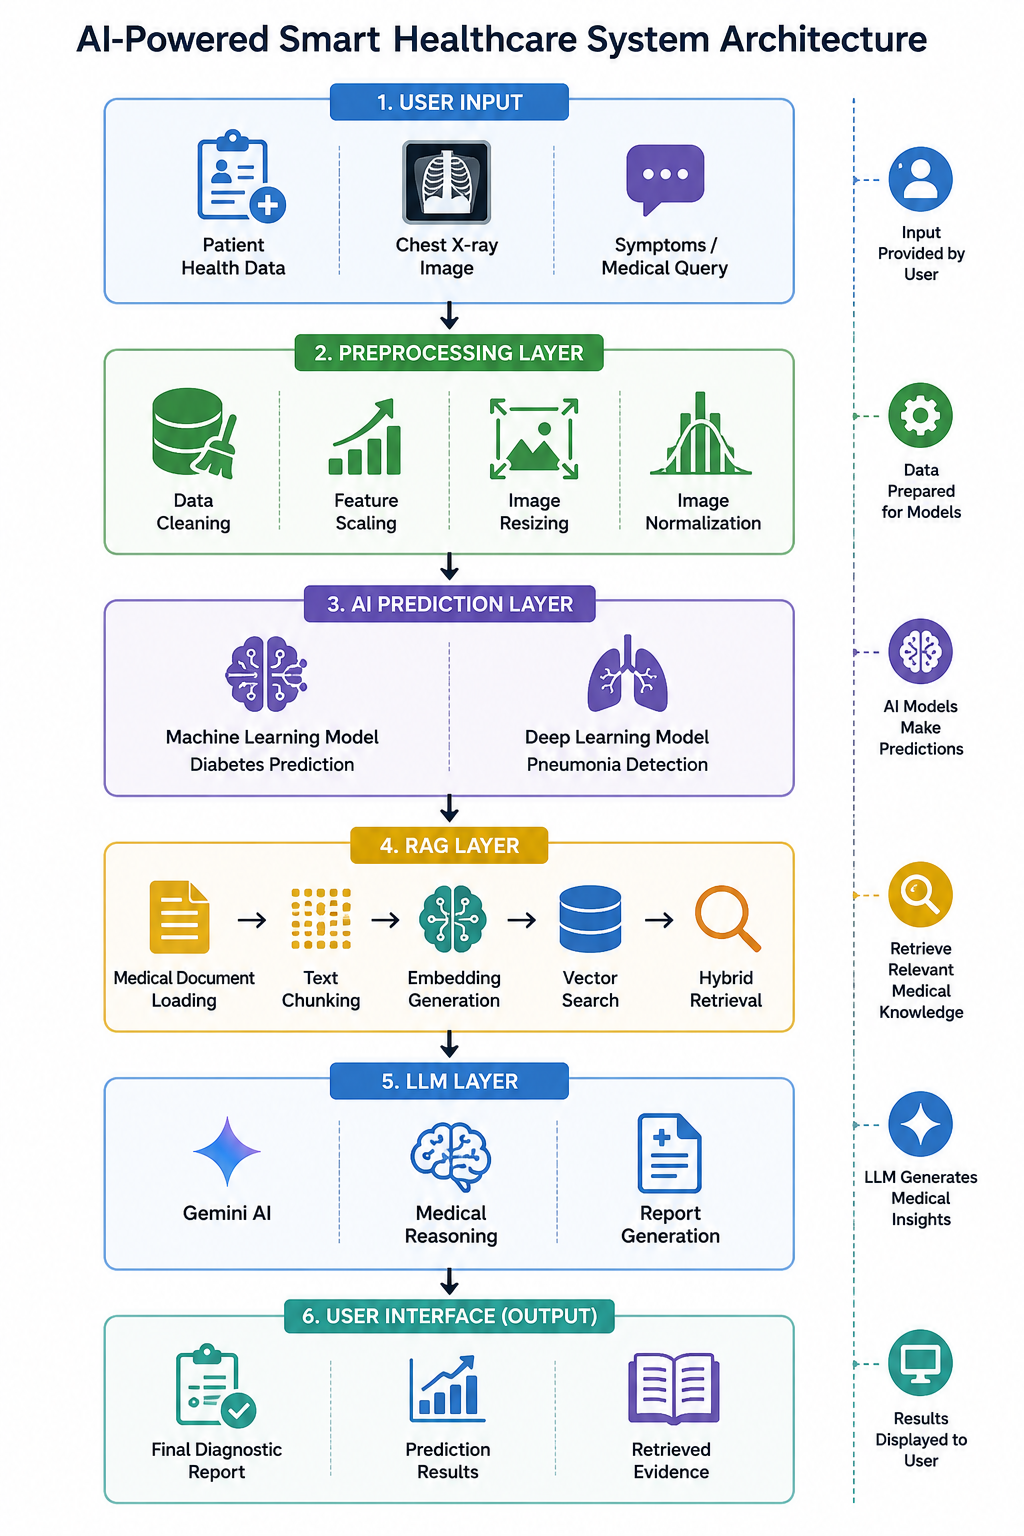 AI-Powered Smart Healthcare System Architecture
1. USER INPUT
Patient
Health Data
Chest X-ray
Image
Symptoms /
Medical Query
Input
Provided by
User
2. PREPROCESSING LAYER
Data
Cleaning
Feature
Scaling
Image
Resizing
Image
Normalization
Data
Prepared
for Models
3. AI PREDICTION LAYER
Machine Learning Model
Diabetes Prediction
Deep Learning Model
Pneumonia Detection
AI Models
Make
Predictions
4. RAG LAYER
Medical Document
Loading
Text
Chunking
Embedding
Generation
Vector
Search
Hybrid
Retrieval
Retrieve
Relevant
Medical
Knowledge
5. LLM LAYER
Gemini AI
Medical
Reasoning
Report
Generation
LLM Generates
Medical
Insights
6. USER INTERFACE (OUTPUT)
Final Diagnostic
Report
Prediction
Results
Retrieved
Evidence
Results
Displayed to
User